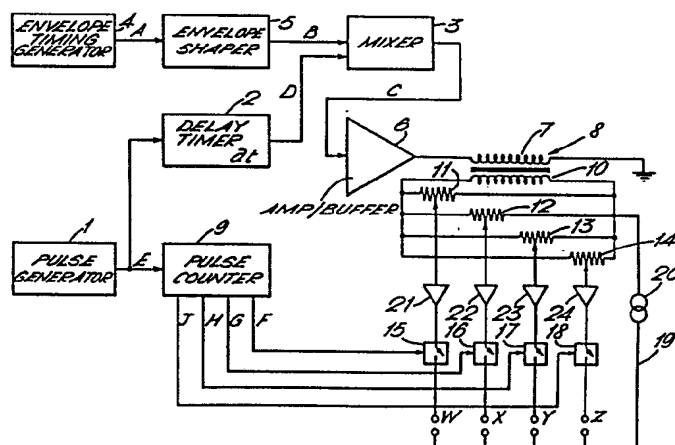 4
ENVELOPE
TIMING
GENERATOR
A
5
ENVELOPE
SHAPER
B
3
MIXER
D
C
2
DELAY
TIMER
∂t
6
AMP/BUFFER
7
8
10
11
12
13
14
1
PULSE
GENERATOR
E
9
PULSE
COUNTER
J
H
G
F
21
22
23
24
20
19
15
16
17
18
W
X
Y
Z